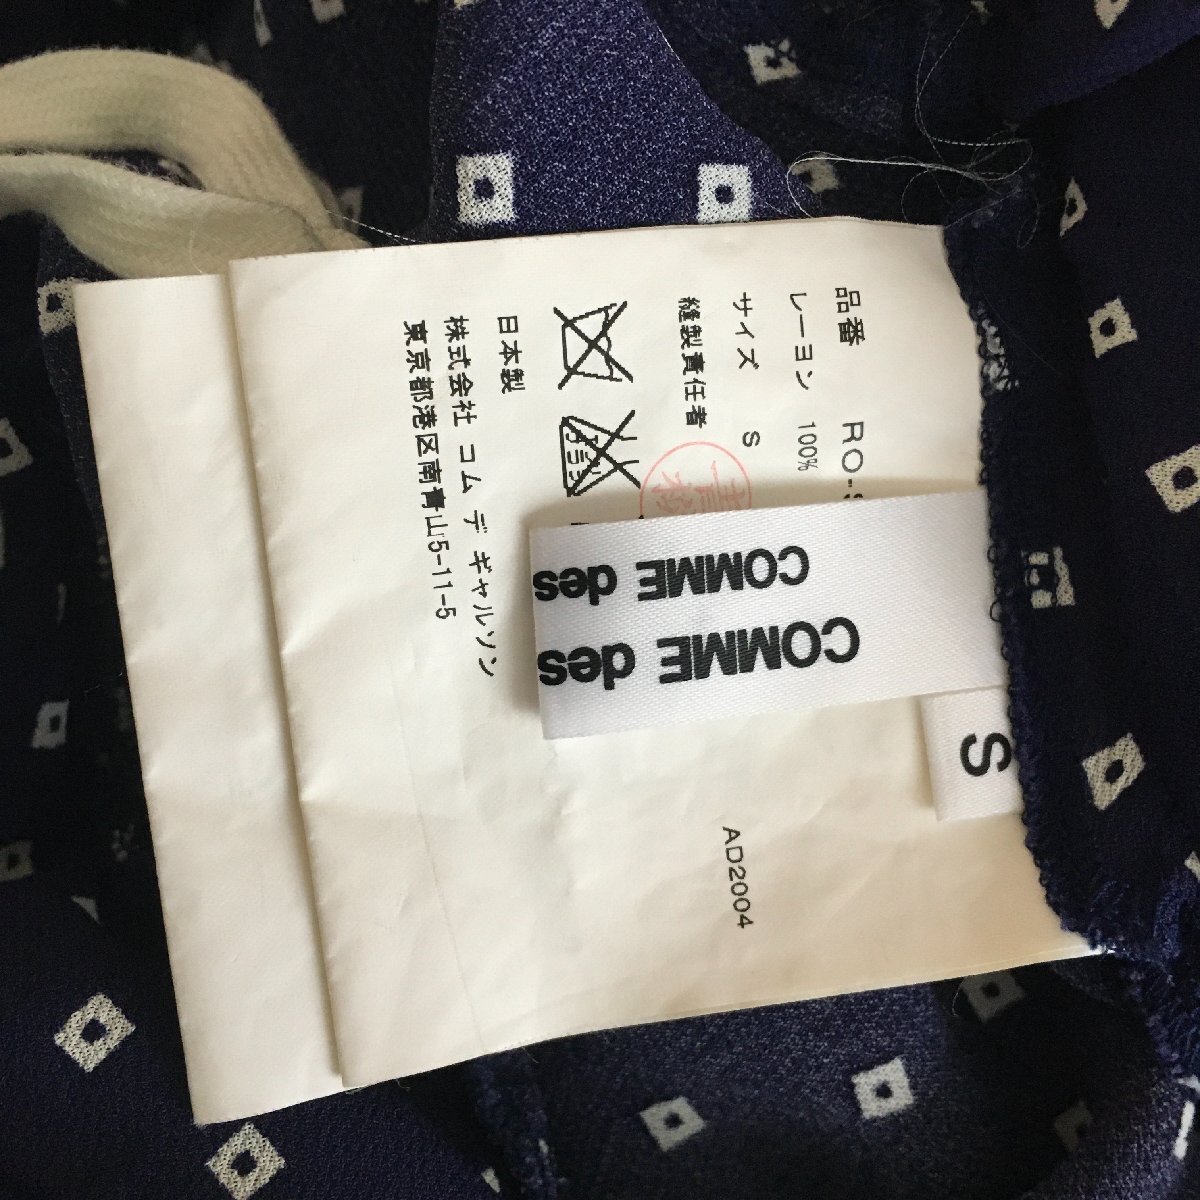 品番 RO-S
レーヨン 100%
サイズ S
縫製責任者
日本製
株式会社 コム デ ギャルソン
東京都港区南青山5-11-5
COMME des
COMME des
S
AD2004